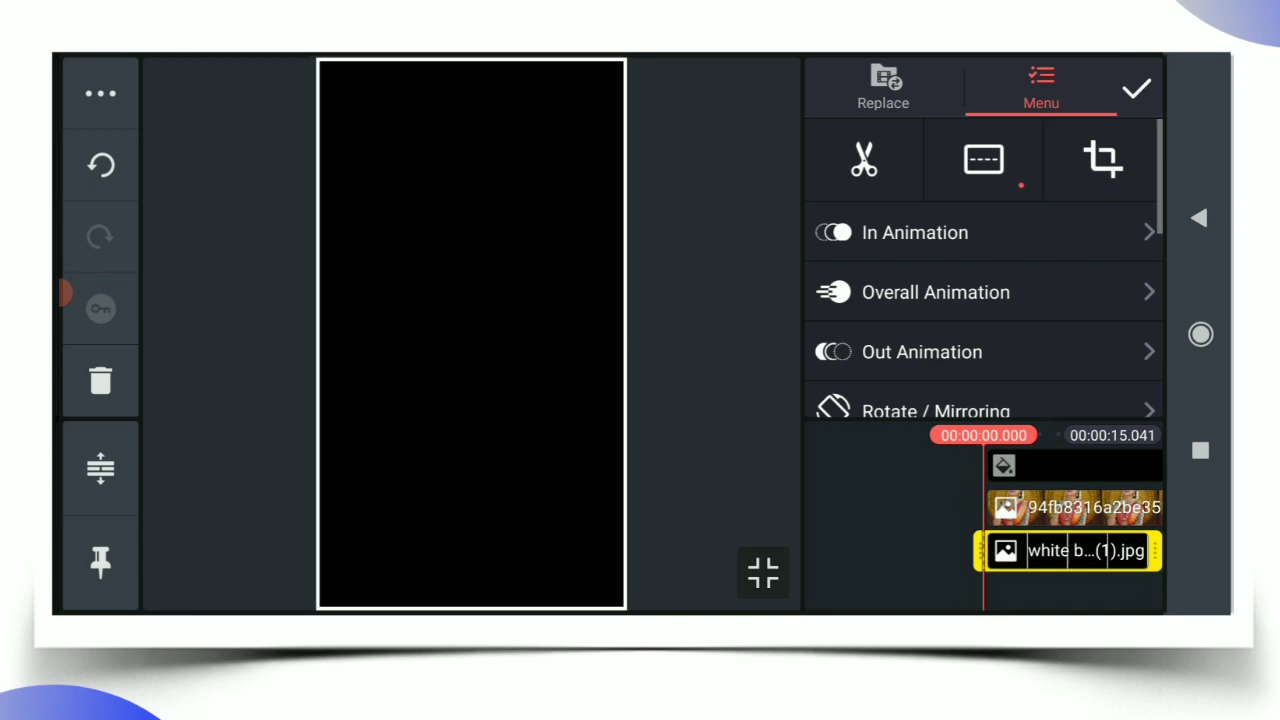 Replace
Menu
In Animation
Overall Animation
Out Animation
Rotate / Mirroring
00:00:00.000
00:00:15.041
94fb8316a2be35
white b...(1).jpg